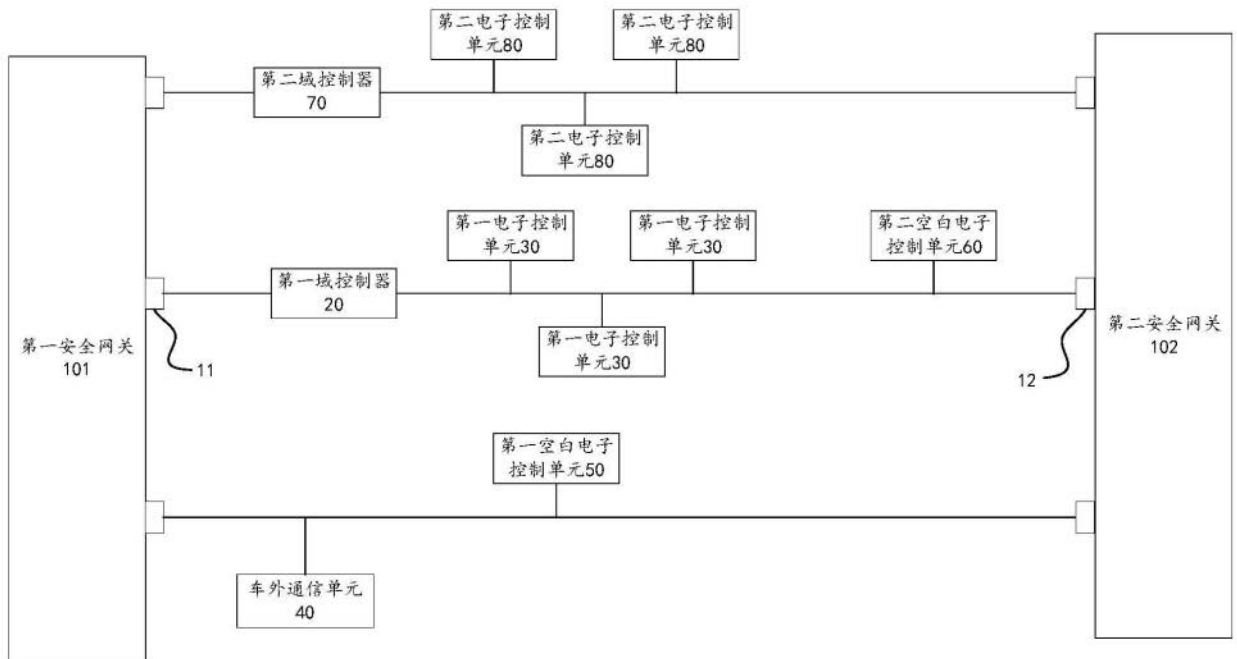 第二电子控制
单元80
第二电子控制
单元80
第二域控制器
70
第二电子控制
单元80
第一电子控制
单元30
第一电子控制
单元30
第二空白电子
控制单元60
第一域控制器
20
第一电子控制
单元30
第一安全网关
101
11
12
第二安全网关
102
第一空白电子
控制单元50
车外通信单元
40